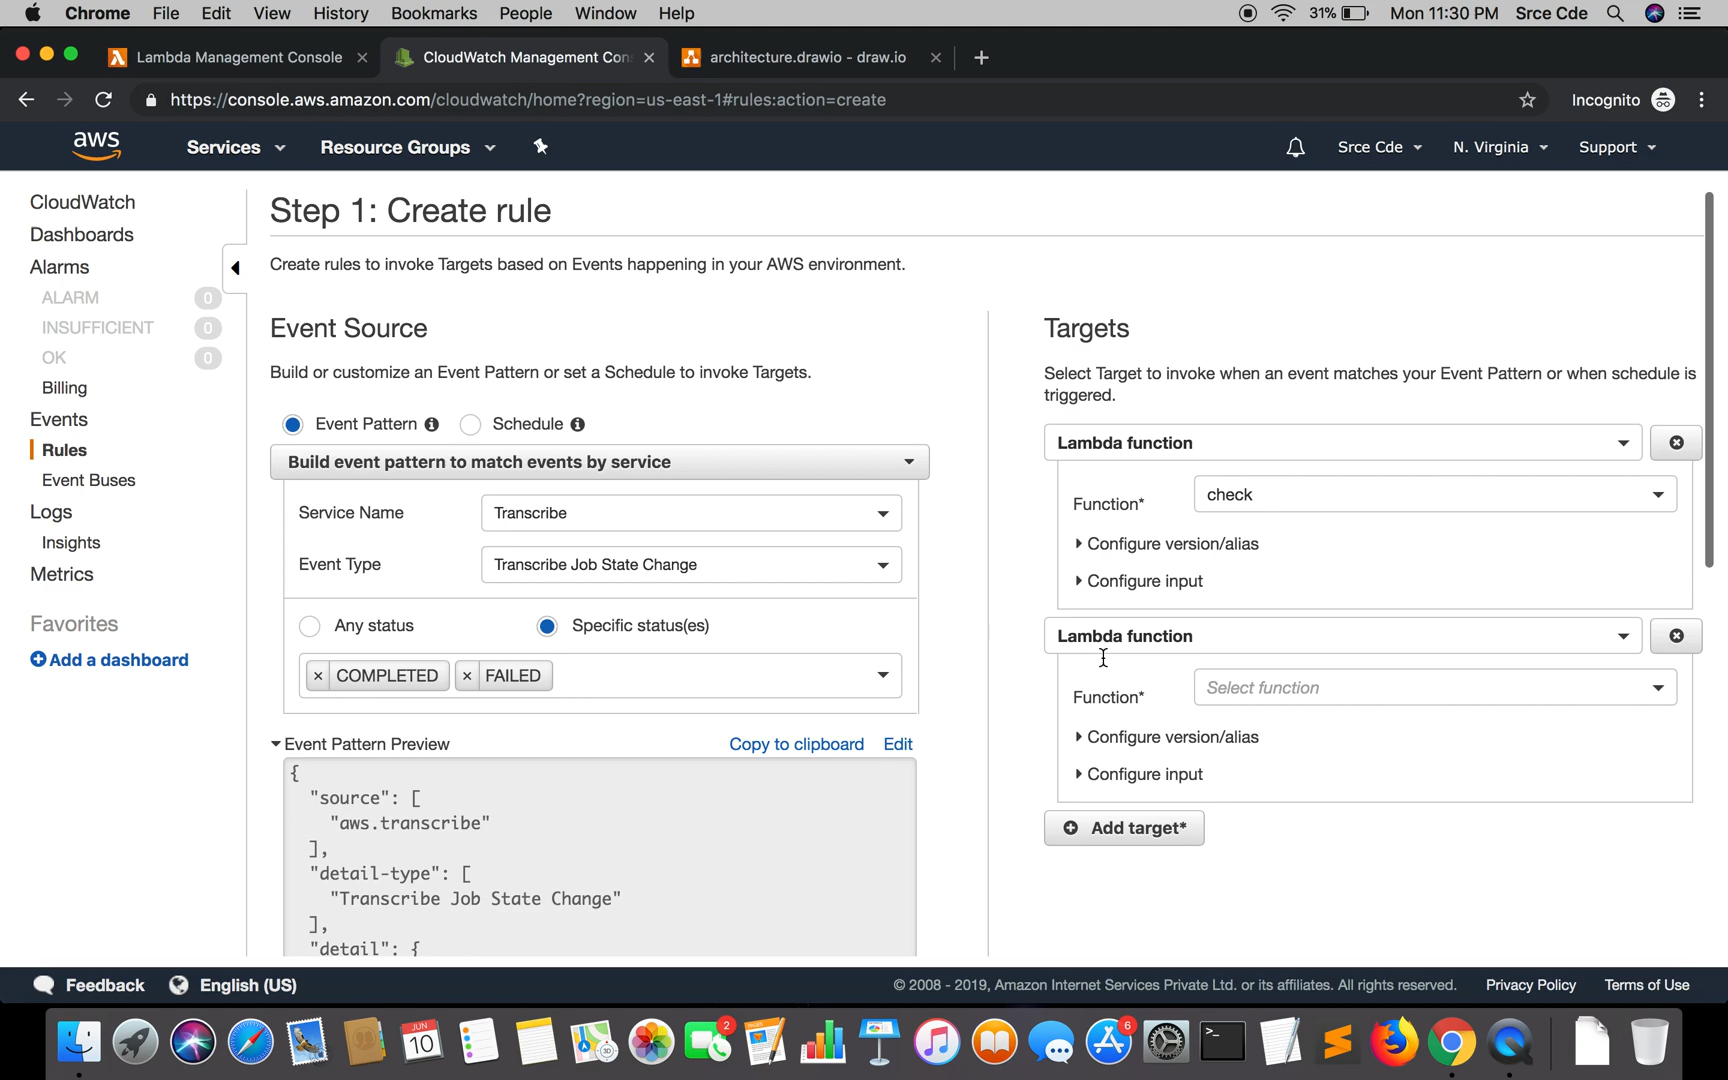 Chrome File Edit View History Bookmarks People Window Help 31% Mon 11:30 PM Srce Cde
Lambda Management Console CloudWatch Management Con architecture.drawio - draw.io
https://console.aws.amazon.com/cloudwatch/home?region=us-east-1#rules:action=create Incognito
aws Services Resource Groups Srce Cde N. Virginia Support
CloudWatch
Dashboards
Alarms
ALARM 0
INSUFFICIENT 0
OK 0
Billing
Events
Rules
Event Buses
Logs
Insights
Metrics
Favorites
Add a dashboard
Step 1: Create rule
Create rules to invoke Targets based on Events happening in your AWS environment.
Event Source
Build or customize an Event Pattern or set a Schedule to invoke Targets.
Event Pattern Schedule
Build event pattern to match events by service
Service Name Transcribe
Event Type Transcribe Job State Change
Any status Specific status(es)
× COMPLETED × FAILED
Event Pattern Preview Copy to clipboard Edit
{
"source": [
"aws.transcribe"
],
"detail-type": [
"Transcribe Job State Change"
],
"detail": {
Targets
Select Target to invoke when an event matches your Event Pattern or when schedule is
triggered.
Lambda function
Function* check
Configure version/alias
Configure input
Lambda function
Function* Select function
Configure version/alias
Configure input
Add target*
Feedback English (US) © 2008 - 2019, Amazon Internet Services Private Ltd. or its affiliates. All rights reserved. Privacy Policy Terms of Use
JUN
10
3D
2
PAGES
6
>_